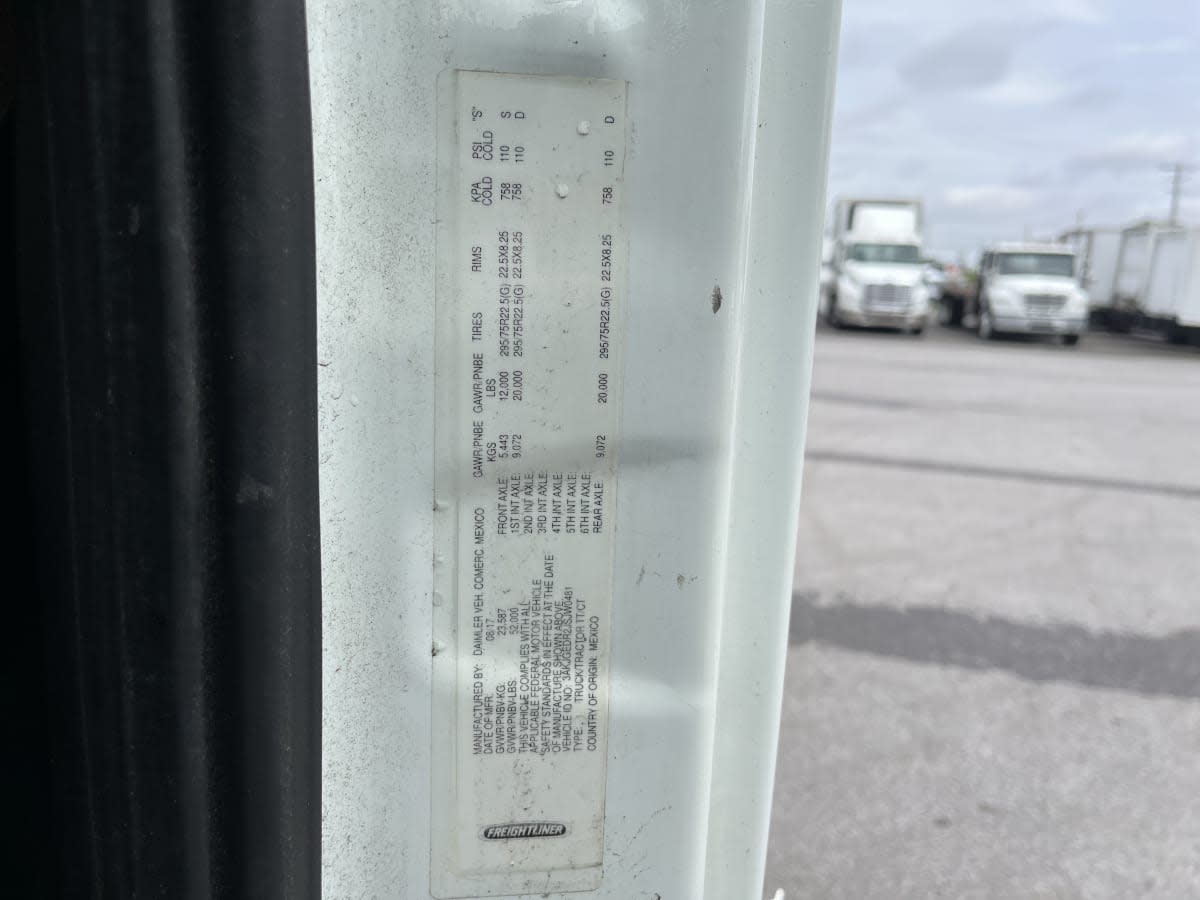 MANUFACTURED BY: DAIMLER VEH. COMERC. MEXICO
DATE OF MFR: 08/17
GVWR/PNBV-KG: 23,587
GVWR/PNBV-LBS: 52,000
THIS VEHICLE COMPLIES WITH ALL
APPLICABLE FEDERAL MOTOR VEHICLE
SAFETY STANDARDS IN EFFECT AT THE DATE
OF MANUFACTURE SHOWN ABOVE
VEHICLE ID NO: 3AKJGEDR2JSJW0481
TYPE: TRUCK/TRACTOR TT/CT
COUNTRY OF ORIGIN: MEXICO
GAWR/PNBE GAWR/PNBE TIRES RIMS KPA PSI "S"
KGS LBS COLD COLD
FRONT AXLE: 5,443 12,000 295/75R22.5(G) 22.5X8.25 758 110 S
1ST INT AXLE: 9,072 20,000 295/75R22.5(G) 22.5X8.25 758 110 D
2ND INT AXLE:
3RD INT AXLE:
4TH INT AXLE:
5TH INT AXLE:
6TH INT AXLE:
REAR AXLE: 9,072 20,000 295/75R22.5(G) 22.5X8.25 758 110 D
FREIGHTLINER